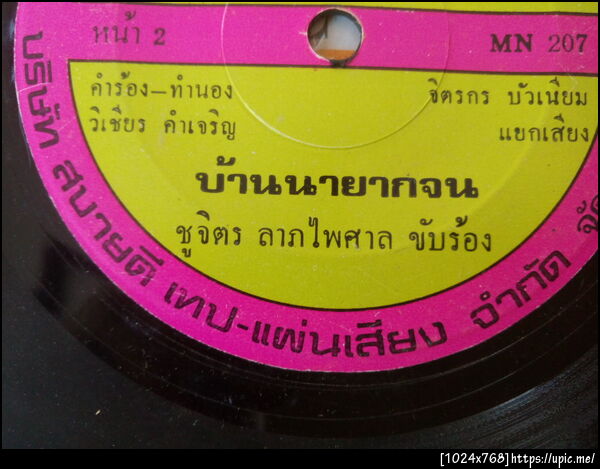 หน้า 2
MN 207
คำร้อง-ทำนอง
วิเชียร คำเจริญ
จิตรกร บัวเนียม
แยกเสียง
บ้านนายากจน
ชูจิตร ลาภไพศาล ขับร้อง
บริษัท สบายดี เทป-แผ่นเสียง จำกัด
[1024x768]https://upic.me/